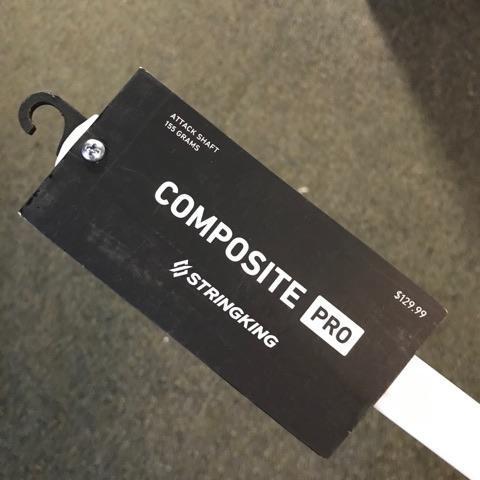 ATTACK SHAFT
155 GRAMS
COMPOSITE PRO
STRINGKING
$129.99